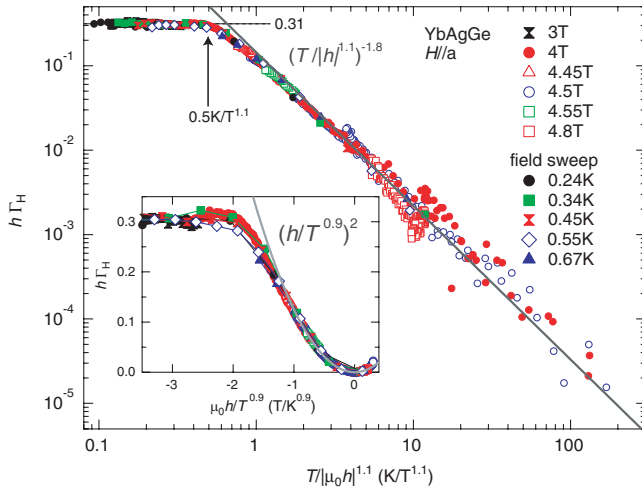 0.31
YbAgGe
H//a
(T/|h|^1.1)^-1.8
0.5K/T^1.1
3T
4T
4.45T
4.5T
4.55T
4.8T
field sweep
0.24K
0.34K
0.45K
0.55K
0.67K
10^-1
10^-2
10^-3
10^-4
10^-5
h Γ_H
0.1
1
10
100
T/|μ₀h|^1.1 (K/T^1.1)
(h/T^0.9)^2
0.3
0.2
0.1
0.0
h Γ_H
-3
-2
-1
0
μ₀h/T^0.9 (T/K^0.9)